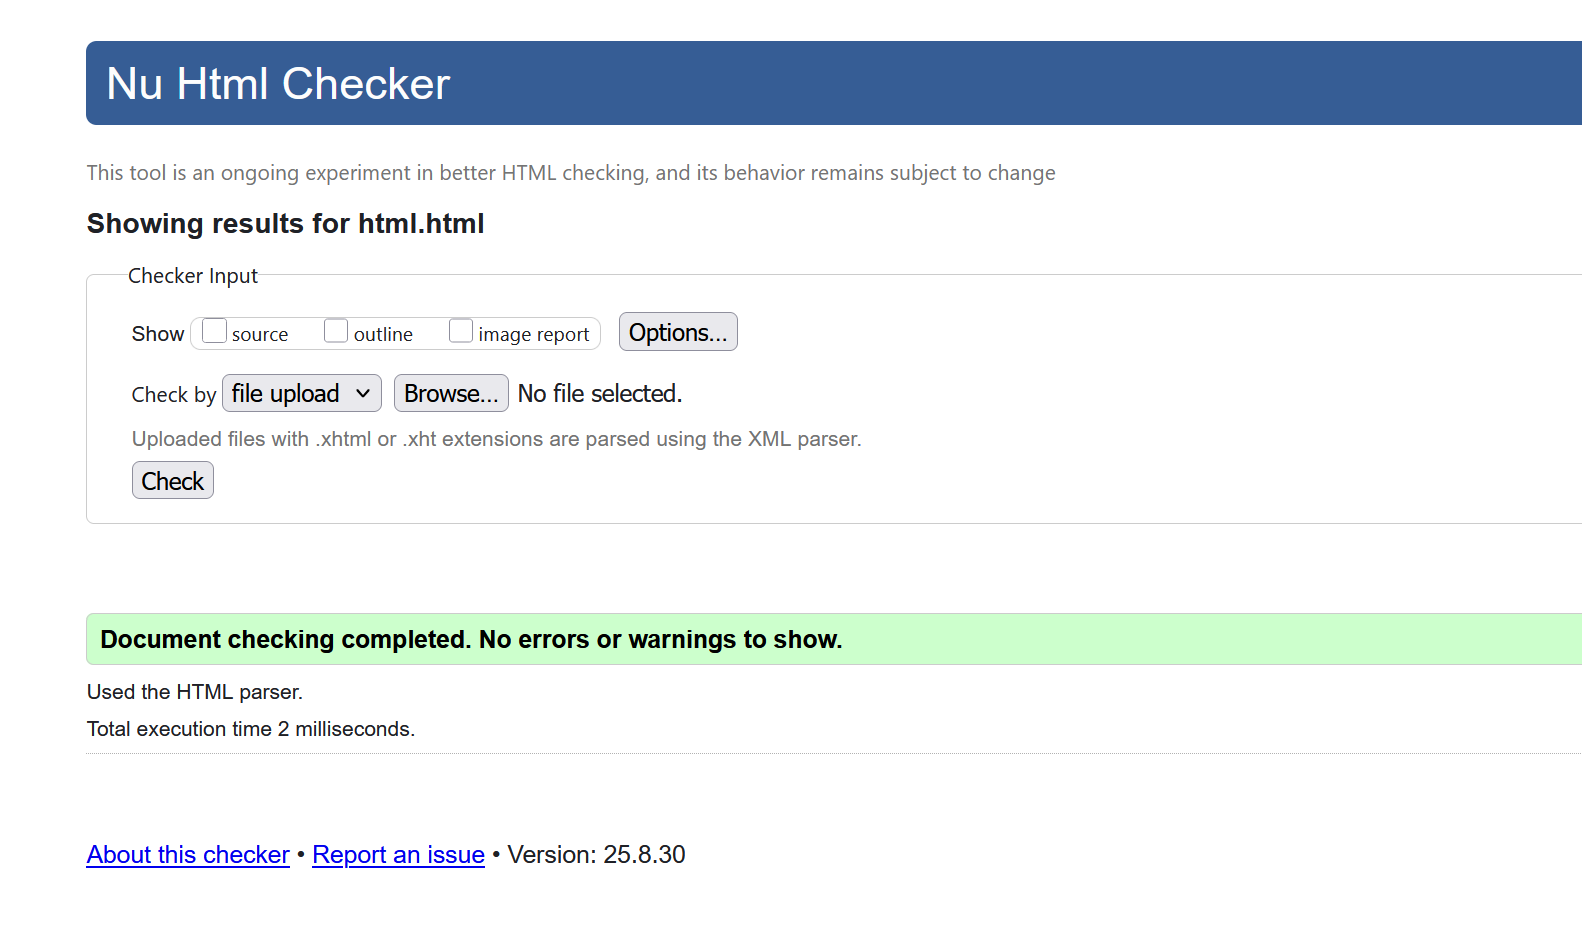 Nu Html Checker
This tool is an ongoing experiment in better HTML checking, and its behavior remains subject to change
Showing results for html.html
Checker Input
Show source outline image report Options...
Check by file upload Browse... No file selected.
Uploaded files with .xhtml or .xht extensions are parsed using the XML parser.
Check
Document checking completed. No errors or warnings to show.
Used the HTML parser.
Total execution time 2 milliseconds.
About this checker • Report an issue • Version: 25.8.30